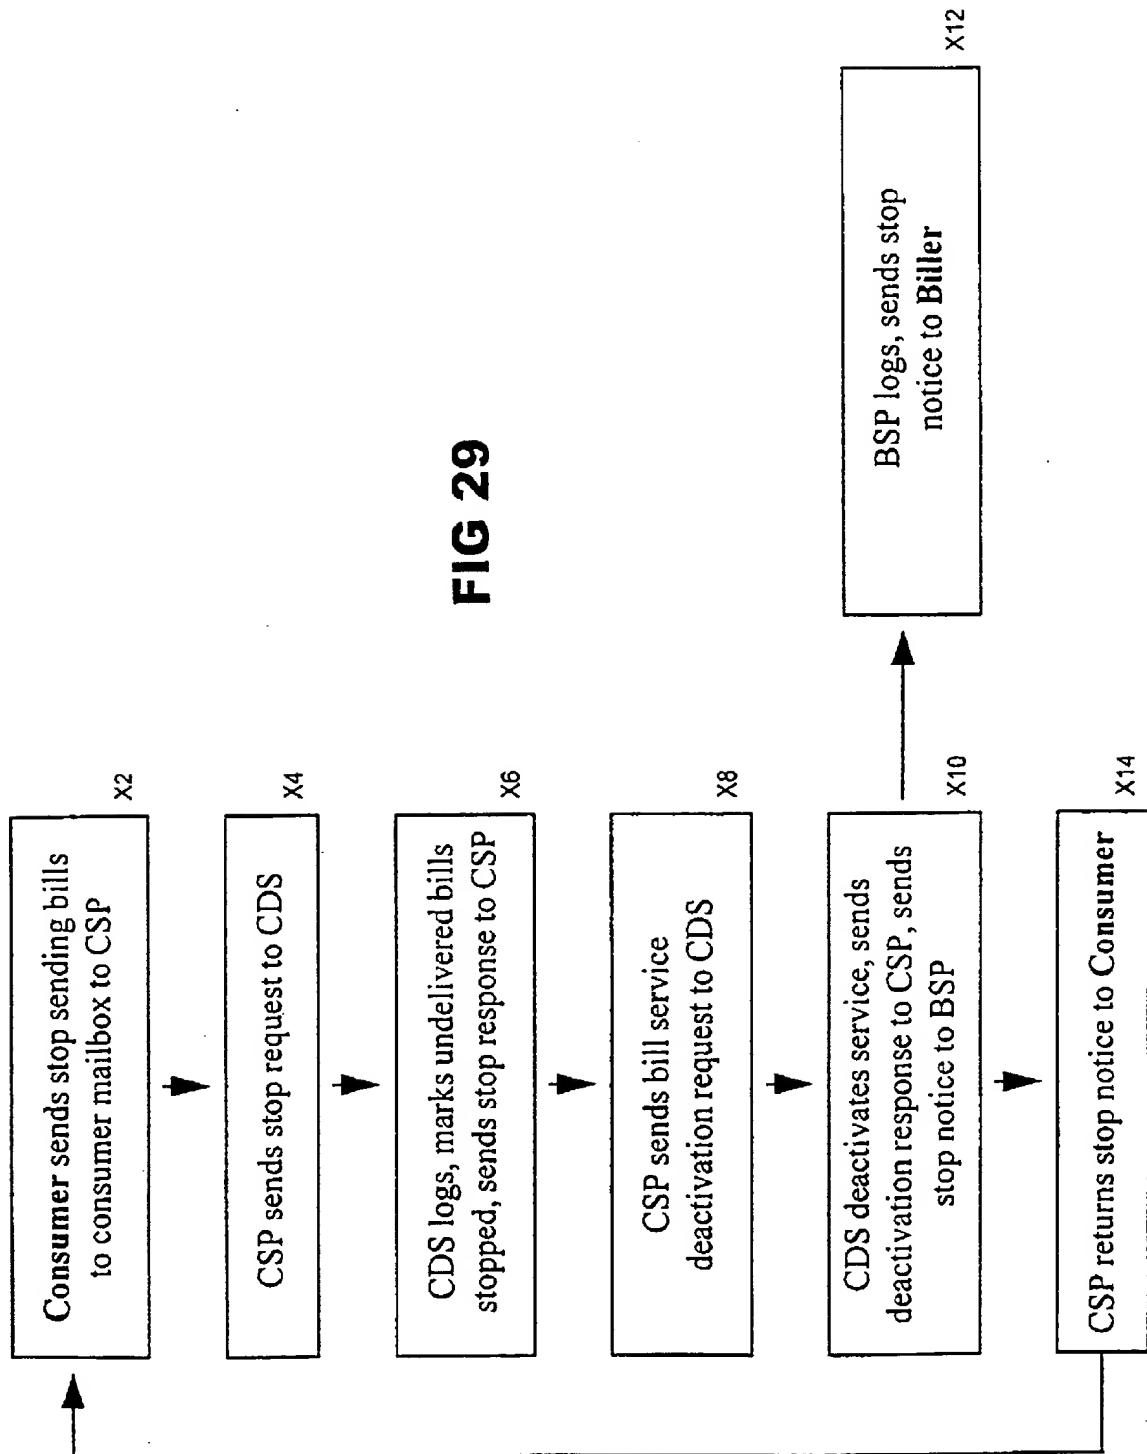 Consumer sends stop sending bills
to consumer mailbox to CSP
X2
CSP sends stop request to CDS
X4
CDS logs, marks undelivered bills
stopped, sends stop response to CSP
X6
CSP sends bill service
deactivation request to CDS
X8
CDS deactivates service, sends
deactivation response to CSP, sends
stop notice to BSP
X10
BSP logs, sends stop
notice to Biller
X12
CSP returns stop notice to Consumer
X14
FIG 29